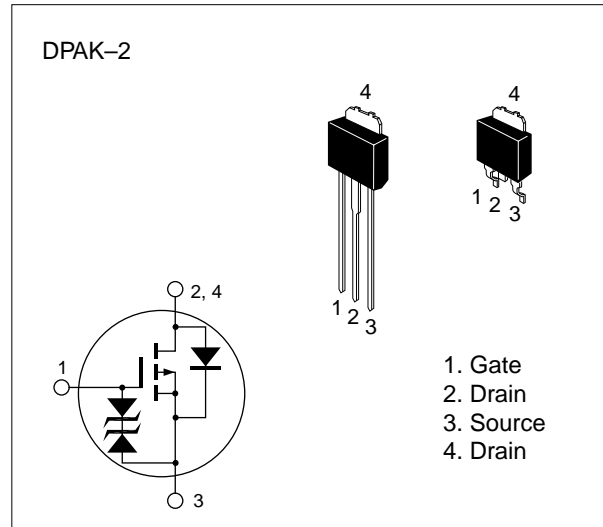 DPAK–2
4
4
1
2
3
1
2
3
2, 4
1
3
1. Gate
2. Drain
3. Source
4. Drain